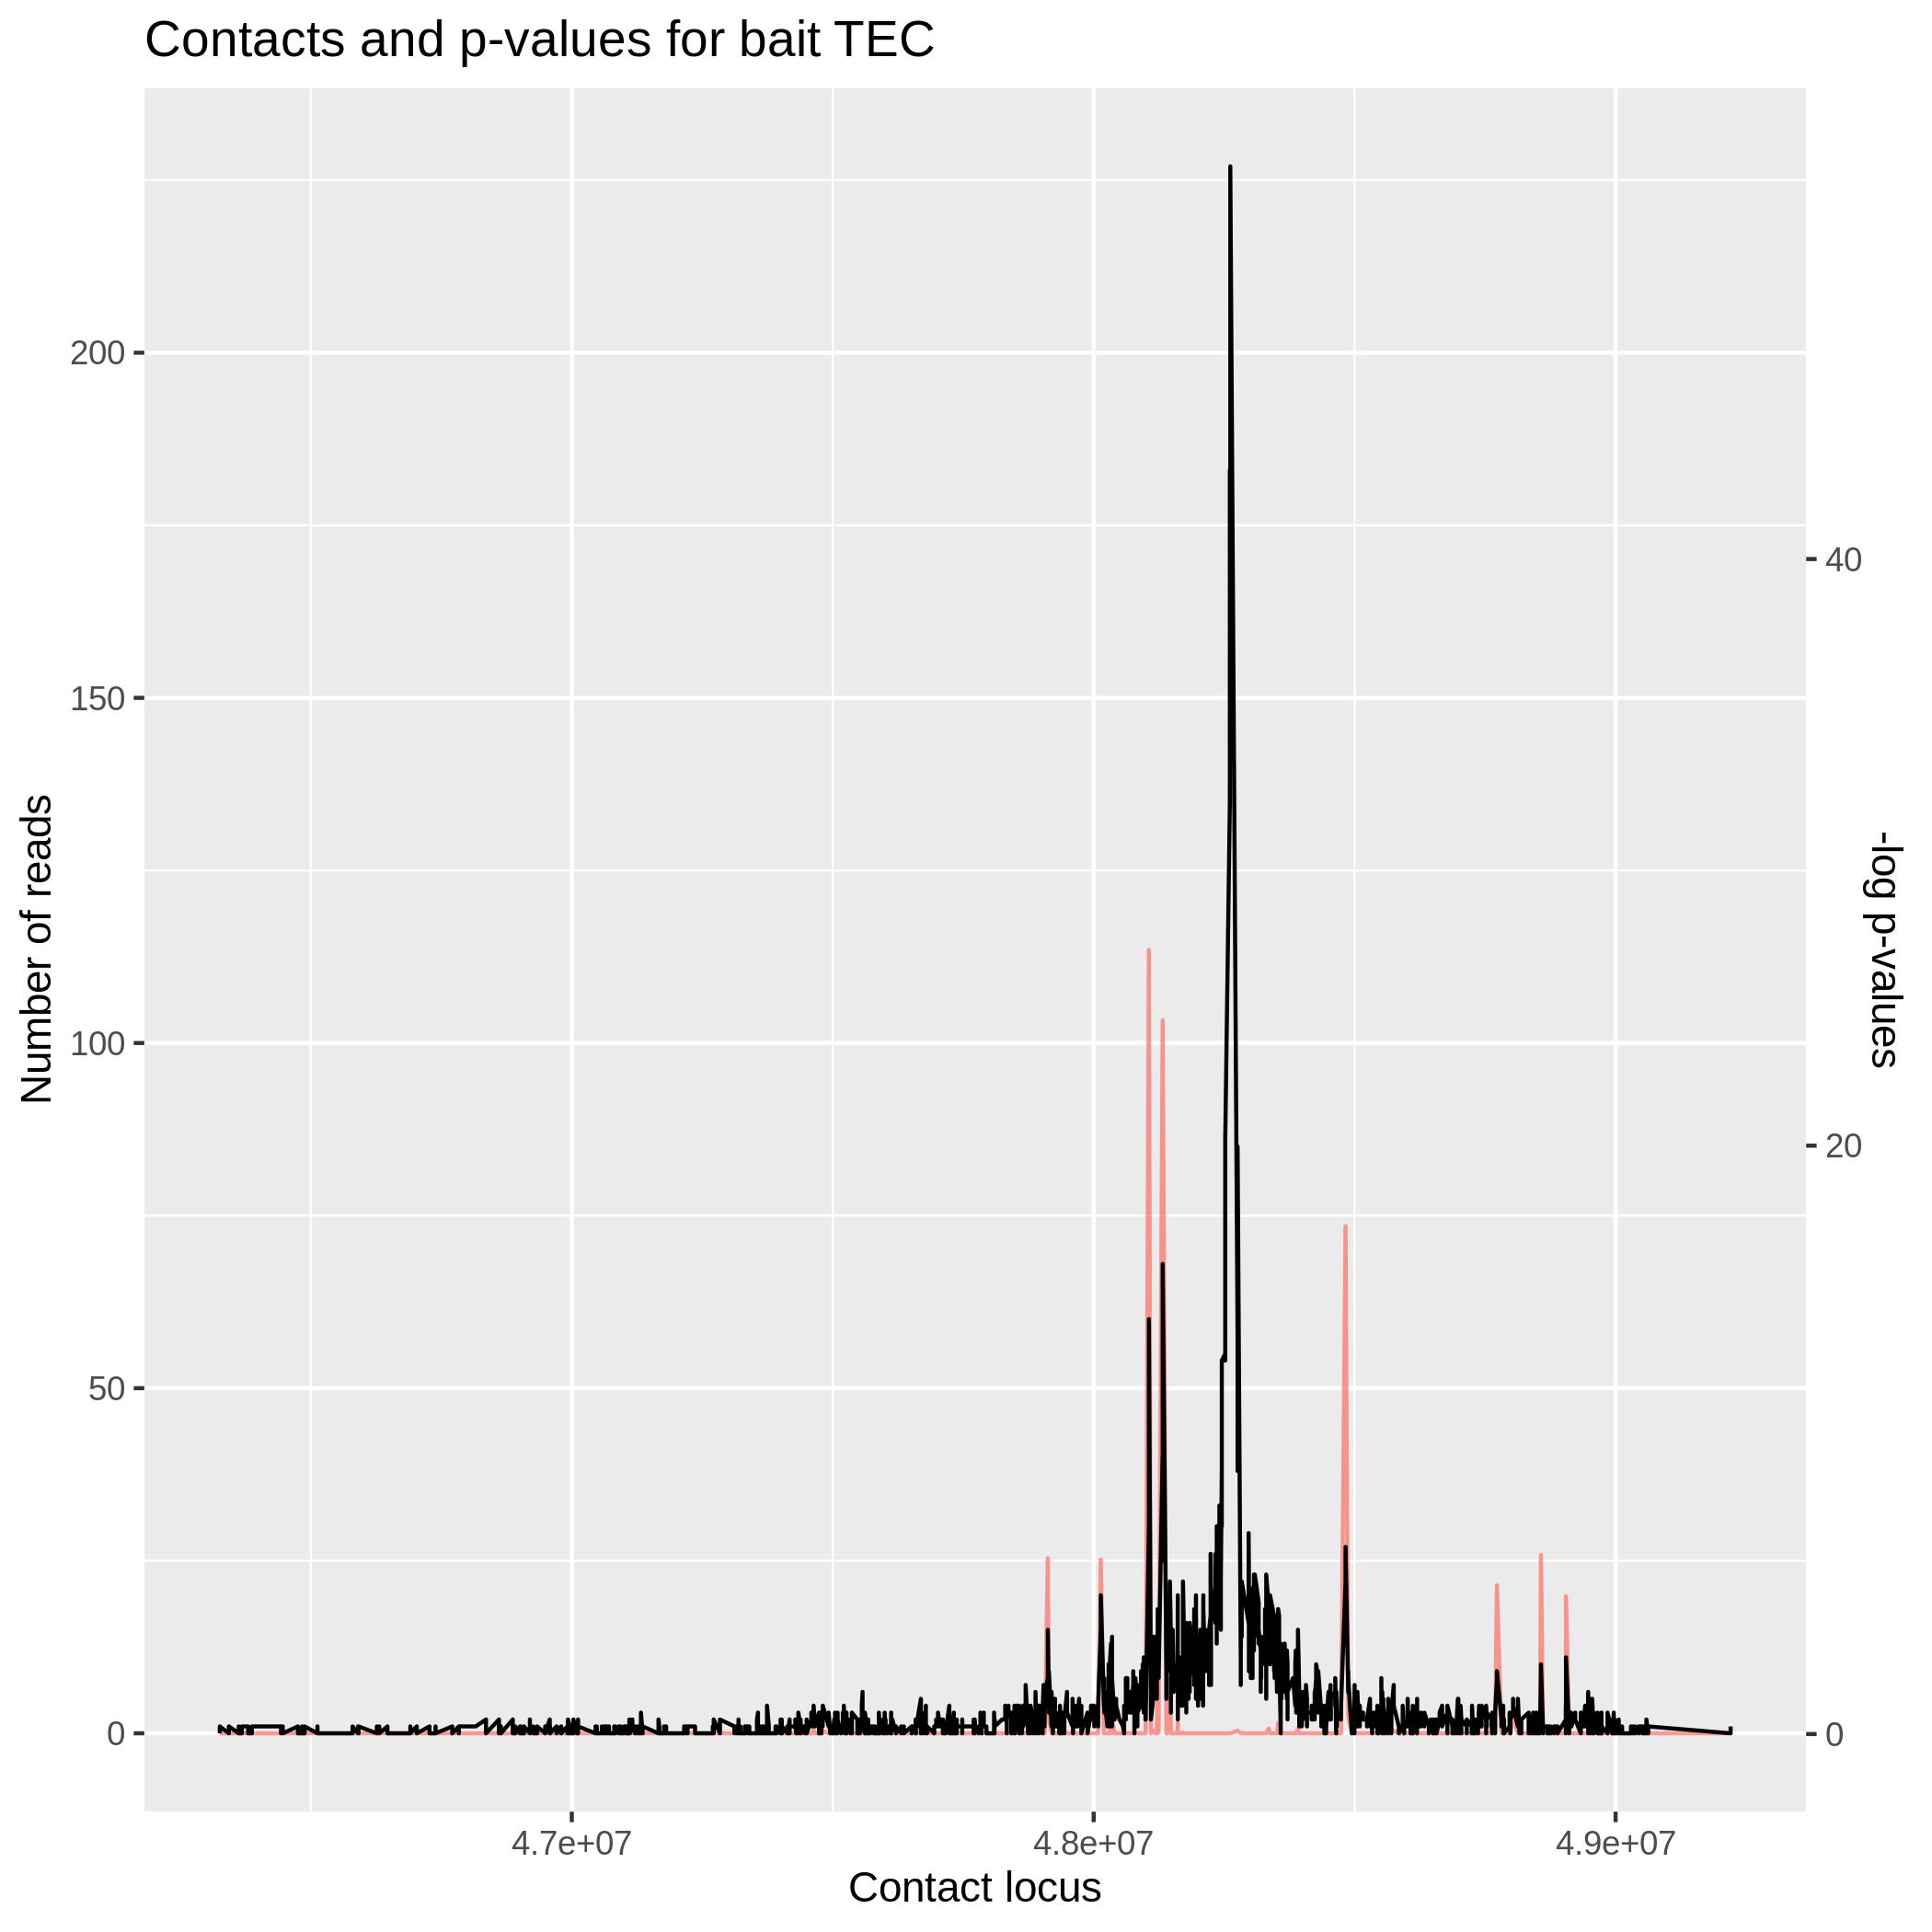 Contacts and p-values for bait TEC
Number of reads
200
150
100
50
0
40
20
0
-log p-values
4.7e+07
4.8e+07
4.9e+07
Contact locus